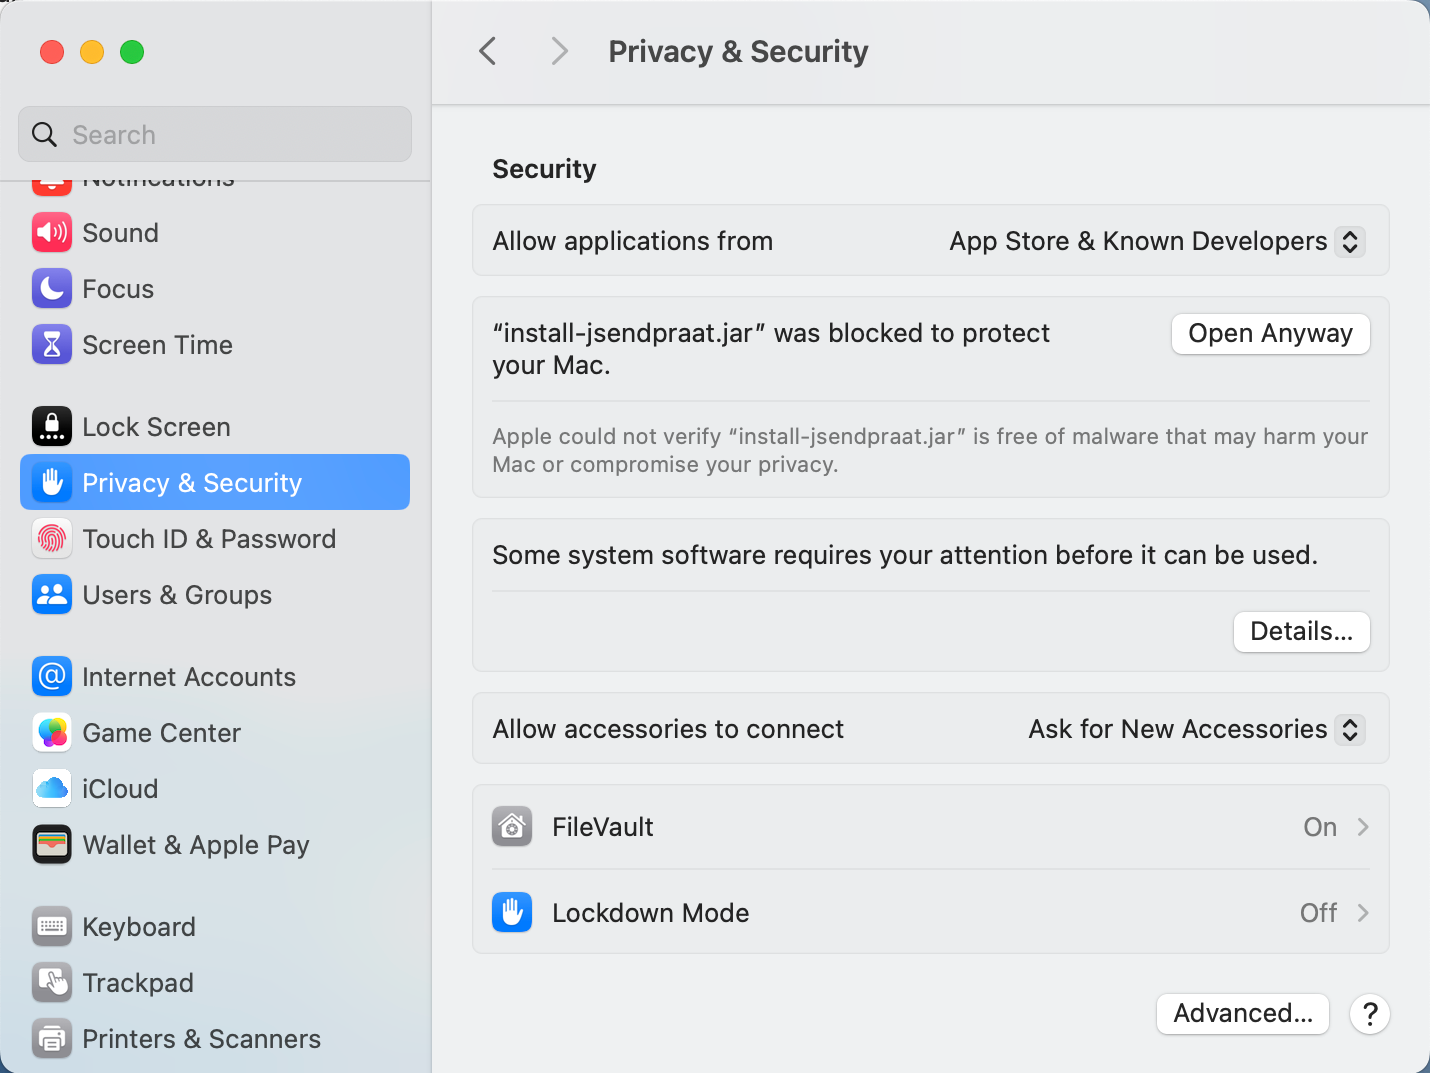 Privacy & Security
Search
Notifications
Sound
Focus
Screen Time
Lock Screen
Privacy & Security
Touch ID & Password
Users & Groups
Internet Accounts
Game Center
iCloud
Wallet & Apple Pay
Keyboard
Trackpad
Printers & Scanners
Security
Allow applications from App Store & Known Developers
“install-jsendpraat.jar” was blocked to protect
your Mac.
Open Anyway
Apple could not verify “install-jsendpraat.jar” is free of malware that may harm your
Mac or compromise your privacy.
Some system software requires your attention before it can be used.
Details...
Allow accessories to connect Ask for New Accessories
FileVault On
Lockdown Mode Off
Advanced... ?